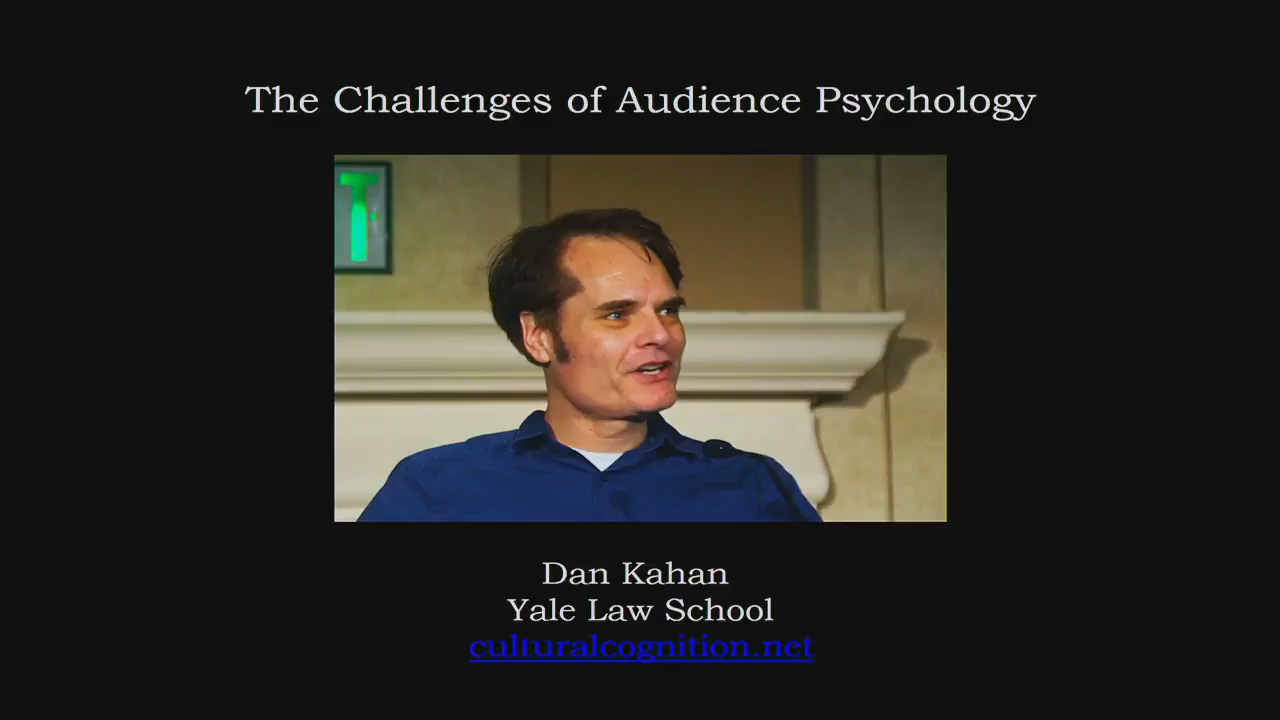 The Challenges of Audience Psychology
T
Dan Kahan
Yale Law School
culturalcognition.net